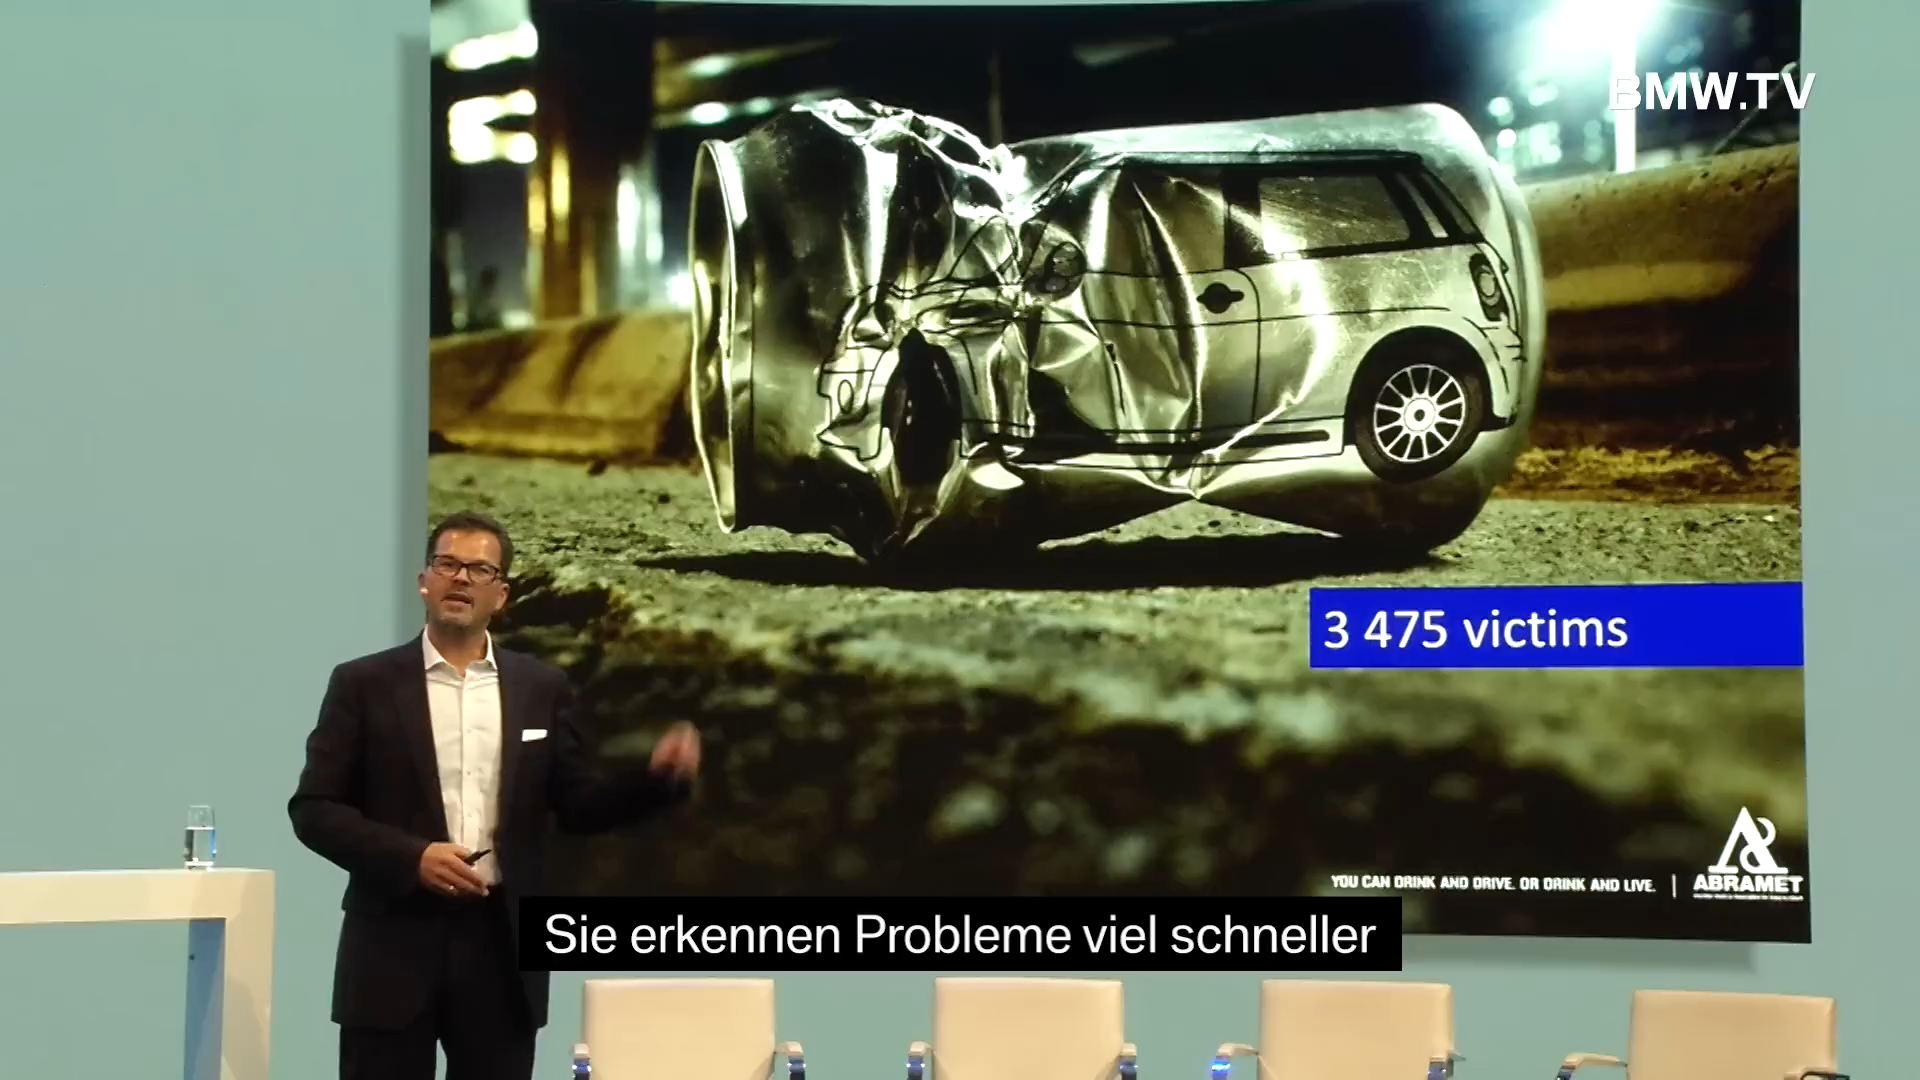 BMW.TV
3 475 victims
YOU CAN DRINK AND DRIVE. OR DRINK AND LIVE.
ABRAMET
Sie erkennen Probleme viel schneller